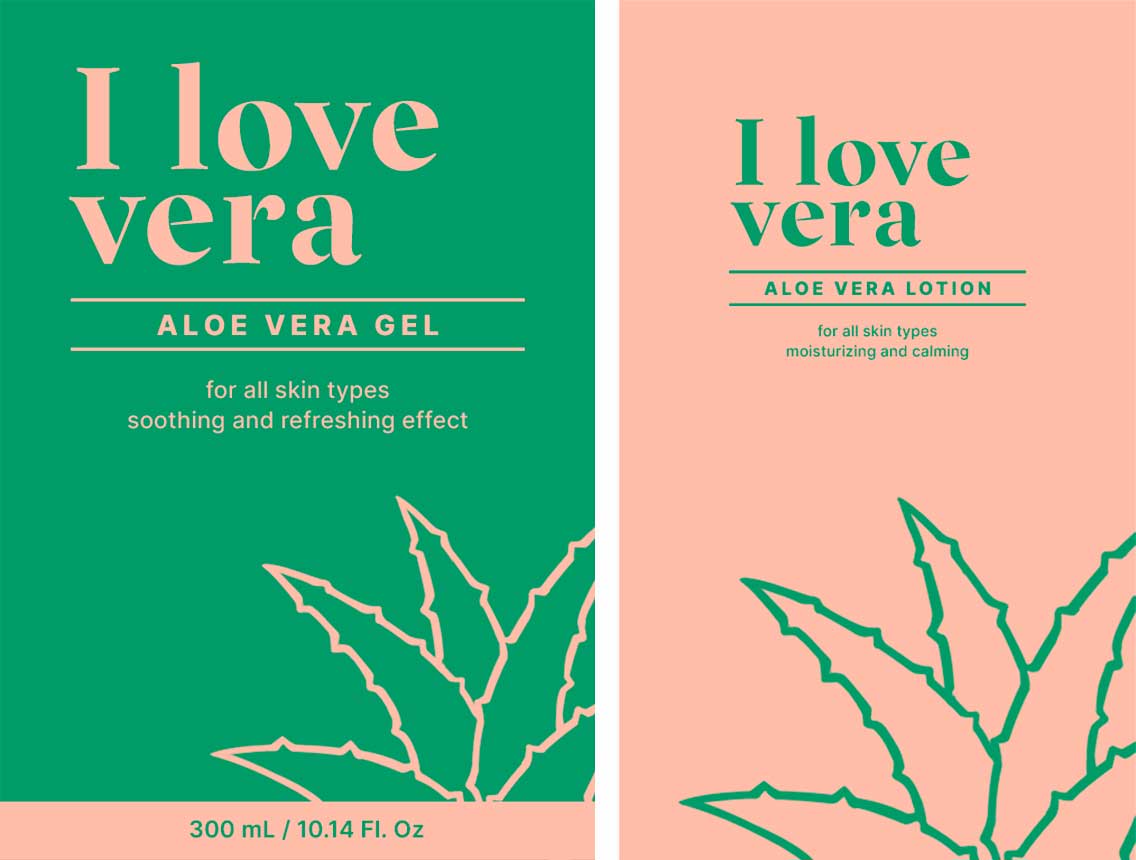 I love
vera
ALOE VERA GEL
for all skin types
soothing and refreshing effect
300 mL / 10.14 Fl. Oz
I love
vera
ALOE VERA LOTION
for all skin types
moisturizing and calming